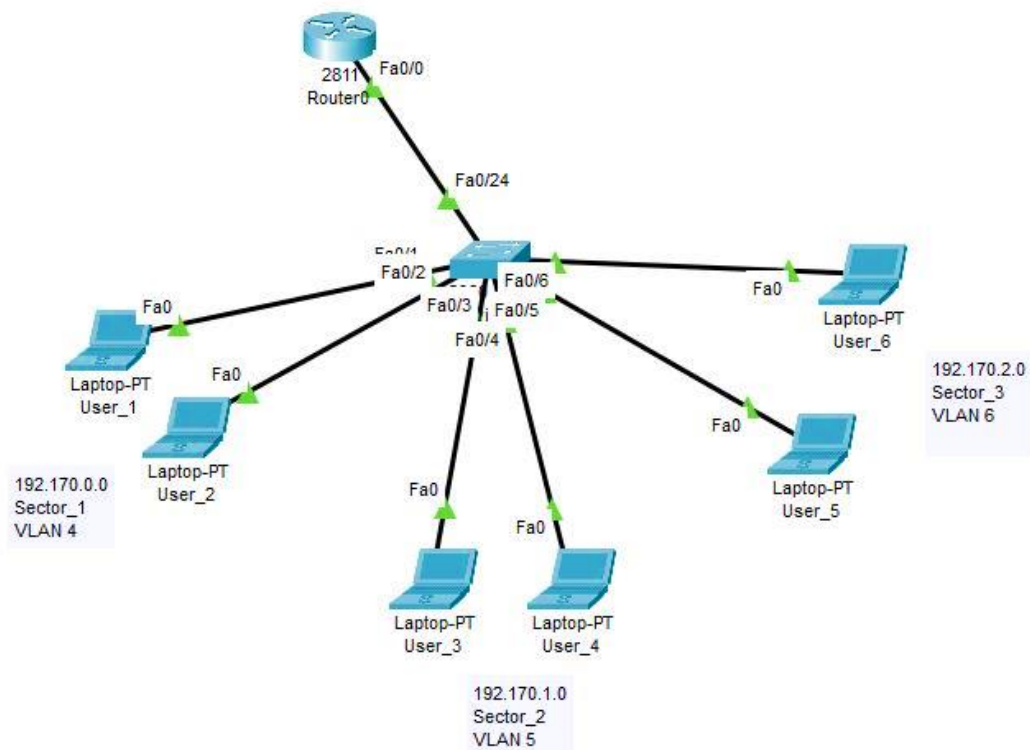 Fa0/0
2811
Router0
Fa0/24
Fa0/2
Fa0/3
Fa0/4
Fa0/5
Fa0/6
Fa0
Laptop-PT
User_1
Fa0
Laptop-PT
User_2
192.170.0.0
Sector_1
VLAN 4
Fa0
Laptop-PT
User_3
Fa0
Laptop-PT
User_4
192.170.1.0
Sector_2
VLAN 5
Fa0
Laptop-PT
User_5
Fa0
Laptop-PT
User_6
192.170.2.0
Sector_3
VLAN 6